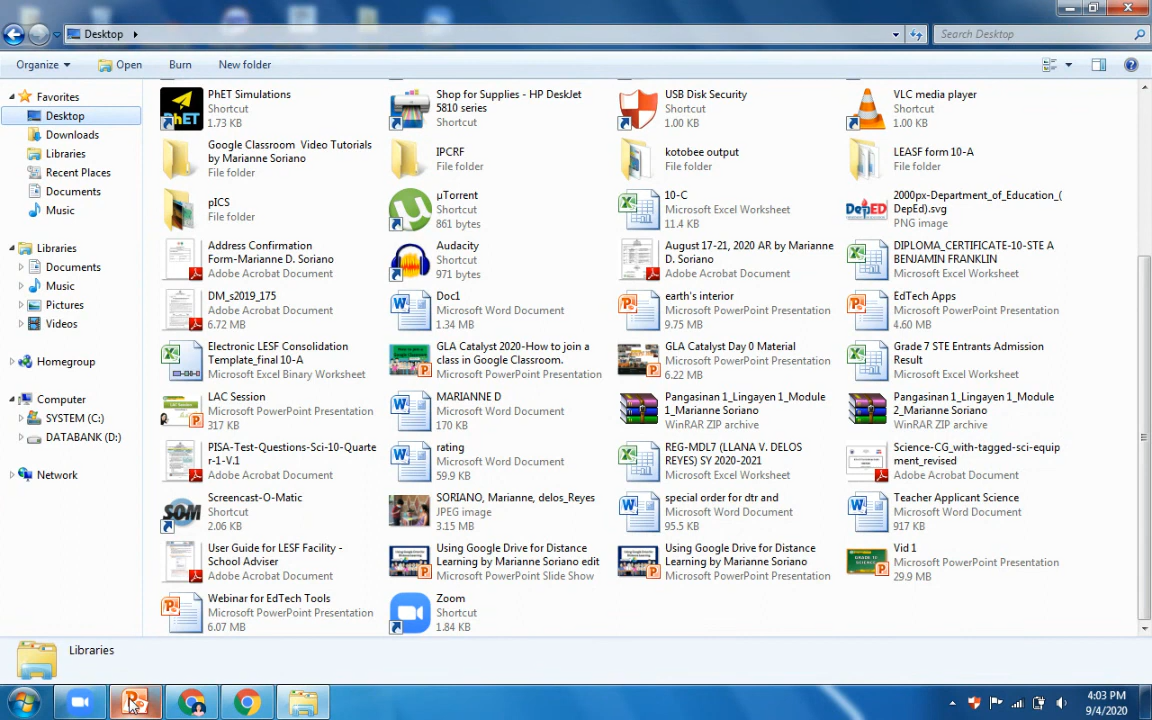 Desktop
Search Desktop
Organize
Open
Burn
New folder
Favorites
Desktop
Downloads
Libraries
Recent Places
Documents
Music
Libraries
Documents
Music
Pictures
Videos
Homegroup
Computer
SYSTEM (C:)
DATABANK (D:)
Network
PhET
PhET Simulations
Shortcut
1.73 KB
Shop for Supplies - HP DeskJet
5810 series
Shortcut
USB Disk Security
Shortcut
1.00 KB
VLC media player
Shortcut
1.00 KB
Google Classroom Video Tutorials
by Marianne Soriano
File folder
IPCRF
File folder
kotobee output
File folder
LEASF form 10-A
File folder
pICS
File folder
µTorrent
Shortcut
861 bytes
10-C
Microsoft Excel Worksheet
11.4 KB
DepED
2000px-Department_of_Education_(
DepEd).svg
PNG image
Address Confirmation
Form-Marianne D. Soriano
Adobe Acrobat Document
Audacity
Shortcut
971 bytes
August 17-21, 2020 AR by Marianne
D. Soriano
Adobe Acrobat Document
DIPLOMA_CERTIFICATE-10-STE A
BENJAMIN FRANKLIN
Microsoft Excel Worksheet
DM_s2019_175
Adobe Acrobat Document
6.72 MB
Doc1
Microsoft Word Document
1.34 MB
earth's interior
Microsoft PowerPoint Presentation
9.75 MB
EdTech Apps
Microsoft PowerPoint Presentation
4.60 MB
Electronic LESF Consolidation
Template_final 10-A
Microsoft Excel Binary Worksheet
GLA Catalyst 2020-How to join a
class in Google Classroom.
Microsoft PowerPoint Presentation
GLA Catalyst Day 0 Material
Microsoft PowerPoint Presentation
6.22 MB
Grade 7 STE Entrants Admission
Result
Microsoft Excel Worksheet
LAC Session
Microsoft PowerPoint Presentation
317 KB
MARIANNE D
Microsoft Word Document
170 KB
Pangasinan 1_Lingayen 1_Module
1_Marianne Soriano
WinRAR ZIP archive
Pangasinan 1_Lingayen 1_Module
2_Marianne Soriano
WinRAR ZIP archive
PISA-Test-Questions-Sci-10-Quarte
r-1-V.1
Adobe Acrobat Document
rating
Microsoft Word Document
59.9 KB
REG-MDL7 (LLANA V. DELOS
REYES) SY 2020-2021
Microsoft Excel Worksheet
Science-CG_with-tagged-sci-equip
ment_revised
Adobe Acrobat Document
SOM
Screencast-O-Matic
Shortcut
2.06 KB
SORIANO, Marianne, delos_Reyes
JPEG image
3.15 MB
special order for dtr and
Microsoft Word Document
95.5 KB
Teacher Applicant Science
Microsoft Word Document
917 KB
User Guide for LESF Facility -
School Adviser
Adobe Acrobat Document
Using Google Drive for Distance
Learning by Marianne Soriano edit
Microsoft PowerPoint Slide Show
Using Google Drive for Distance
Learning by Marianne Soriano
Microsoft PowerPoint Presentation
Vid 1
Microsoft PowerPoint Presentation
29.9 MB
Webinar for EdTech Tools
Microsoft PowerPoint Presentation
6.07 MB
Zoom
Shortcut
1.84 KB
Libraries
4:03 PM
9/4/2020